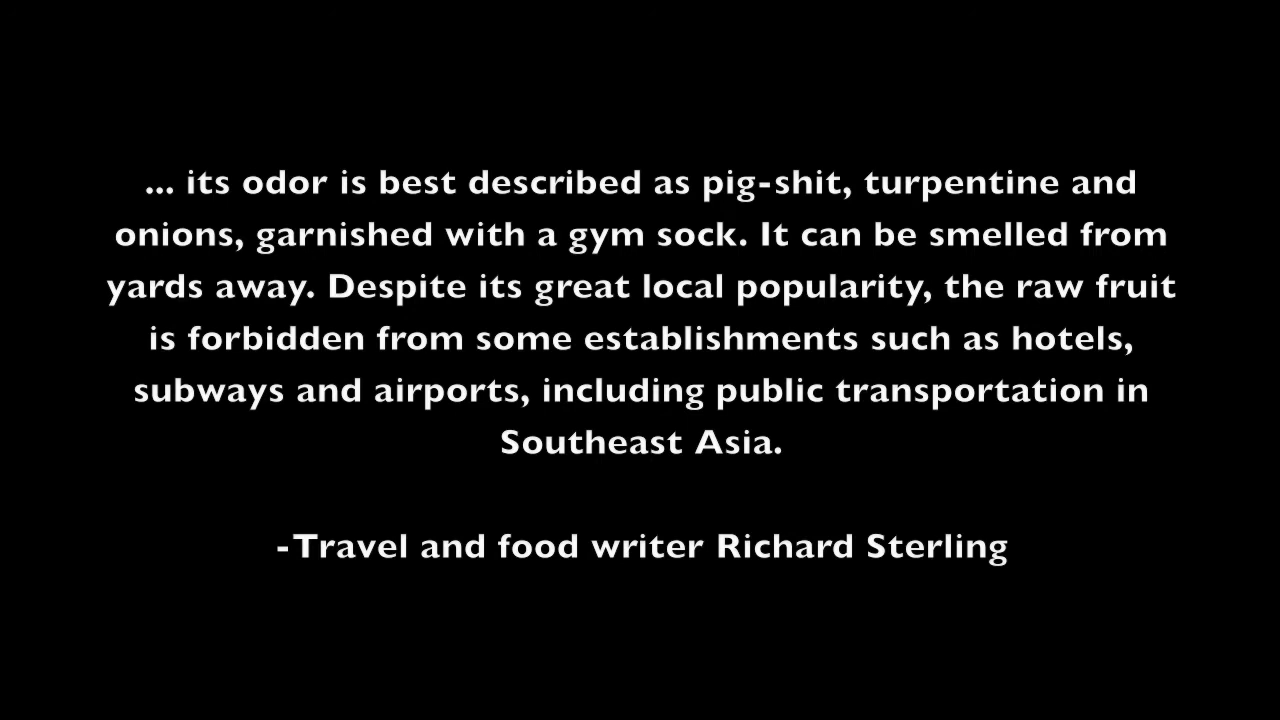 ... its odor is best described as pig-shit, turpentine and
onions, garnished with a gym sock. It can be smelled from
yards away. Despite its great local popularity, the raw fruit
is forbidden from some establishments such as hotels,
subways and airports, including public transportation in
Southeast Asia.
-Travel and food writer Richard Sterling